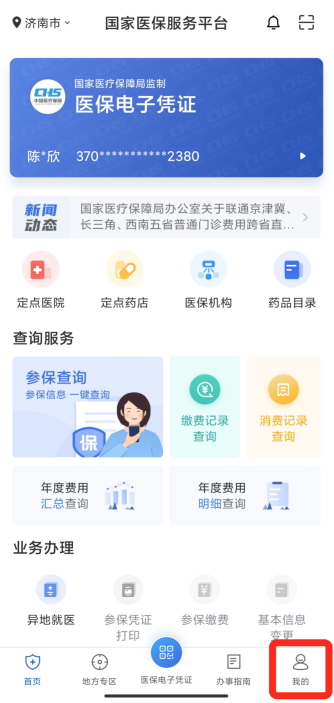 济南市
国家医保服务平台
CHS
中国医疗保障
国家医疗保障局监制
医保电子凭证
陈*欣 370***********2380
新闻
动态
国家医疗保障局办公室关于联通京津冀、
长三角、西南五省普通门诊费用跨省直...
定点医院
定点药店
医保机构
药品目录
查询服务
参保查询
参保信息 一键查询
保
缴费记录
查询
消费记录
查询
年度费用
汇总查询
年度费用
明细查询
业务办理
异地就医
参保凭证
打印
参保缴费
基本信息
变更
首页
地方专区
医保电子凭证
办事指南
我的